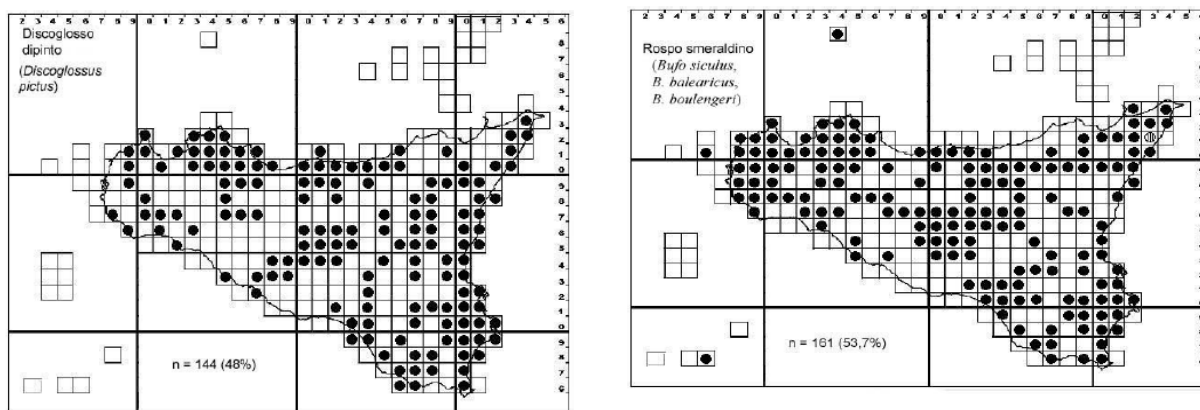 Discoglosso
dipinto
(Discoglossus
pictus)
n = 144 (48%)
Rospo smeraldino
(Bufo siculus,
B. balearicus,
B. boulengeri)
n = 161 (53,7%)